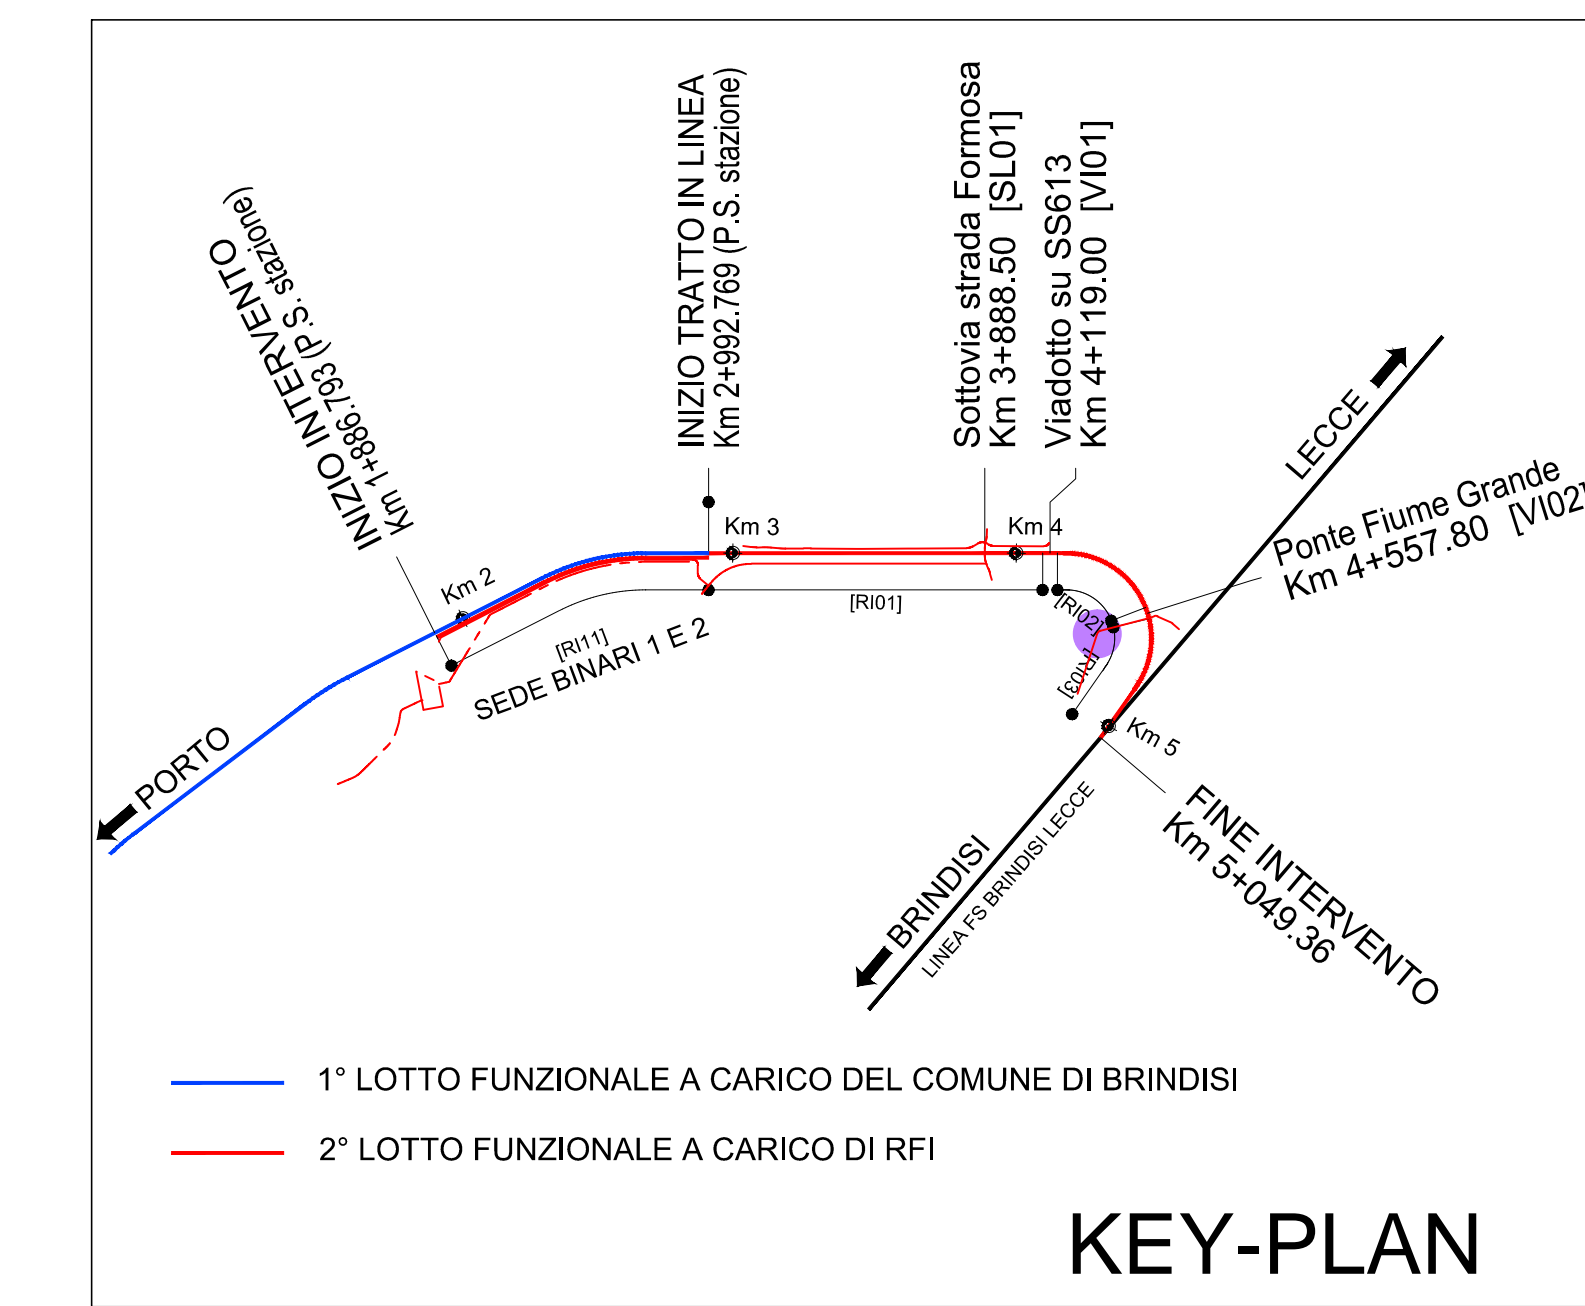 INIZIO INTERVENTO
Km 1+886.793 (P.S. stazione)
INIZIO TRATTO IN LINEA
Km 2+992.769 (P.S. stazione)
Sottovia strada Formosa
Km 3+888.50 [SL01]
Viadotto su SS613
Km 4+119.00 [VI01]
LECCE
Ponte Fiume Grande
Km 4+557.80 [VI02]
Km 2
Km 3
Km 4
[RI11]
SEDE BINARI 1 E 2
[RI01]
[RI02]
[RI03]
Km 5
PORTO
FINE INTERVENTO
Km 5+049.36
BRINDISI
LINEA FS BRINDISI LECCE
1° LOTTO FUNZIONALE A CARICO DEL COMUNE DI BRINDISI
2° LOTTO FUNZIONALE A CARICO DI RFI
KEY-PLAN